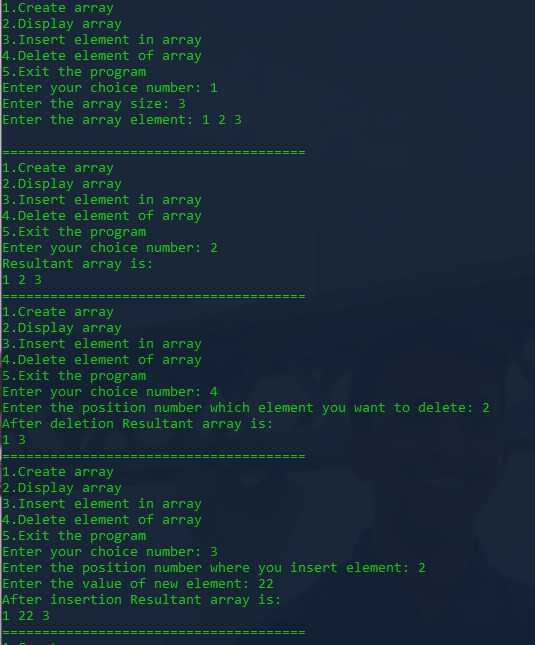 1.Create array
2.Display array
3.Insert element in array
4.Delete element of array
5.Exit the program
Enter your choice number: 1
Enter the array size: 3
Enter the array element: 1 2 3
======================================
1.Create array
2.Display array
3.Insert element in array
4.Delete element of array
5.Exit the program
Enter your choice number: 2
Resultant array is:
1 2 3
======================================
1.Create array
2.Display array
3.Insert element in array
4.Delete element of array
5.Exit the program
Enter your choice number: 4
Enter the position number which element you want to delete: 2
After deletion Resultant array is:
1 3
======================================
1.Create array
2.Display array
3.Insert element in array
4.Delete element of array
5.Exit the program
Enter your choice number: 3
Enter the position number where you insert element: 2
Enter the value of new element: 22
After insertion Resultant array is:
1 22 3
======================================